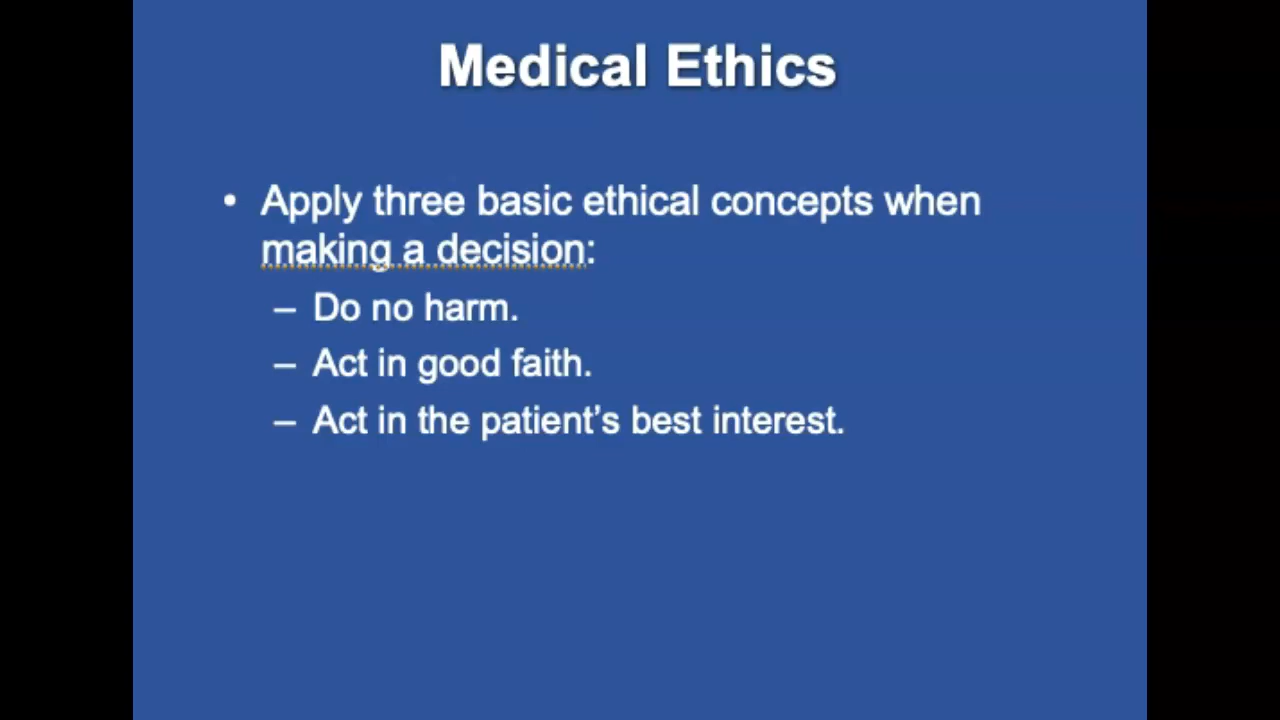 Medical Ethics
• Apply three basic ethical concepts when
making a decision:
– Do no harm.
– Act in good faith.
– Act in the patient’s best interest.